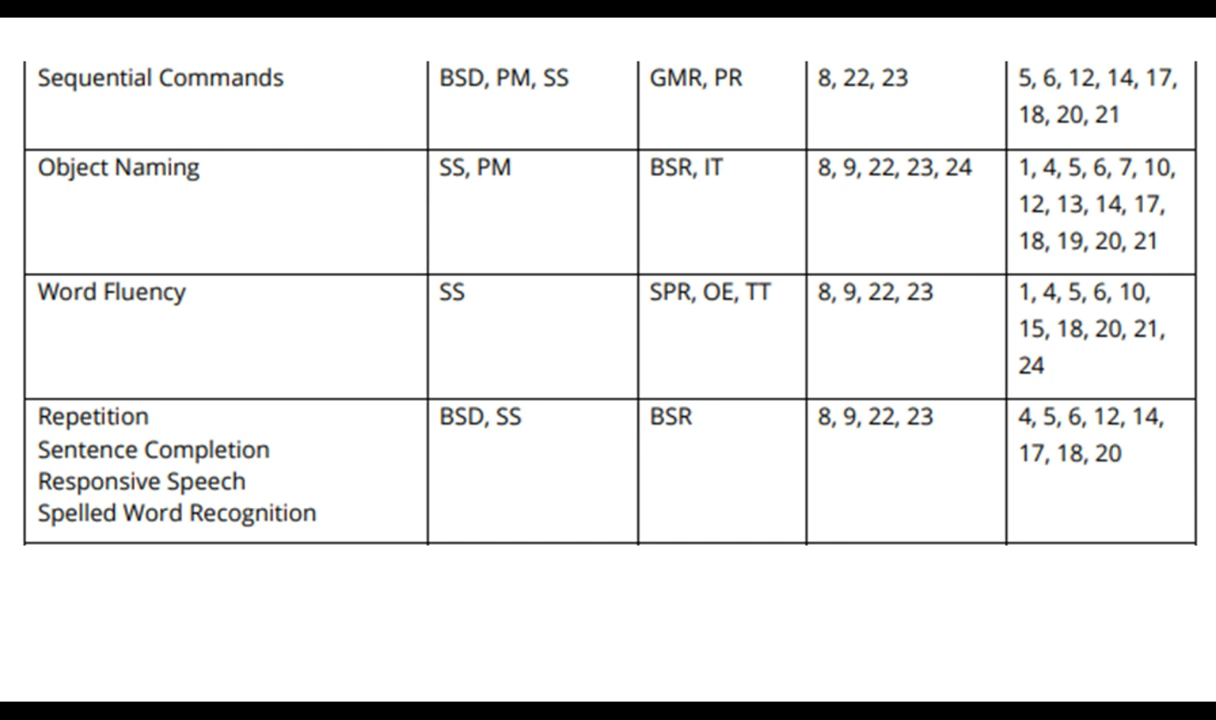 Sequential Commands BSD, PM, SS GMR, PR 8, 22, 23 5, 6, 12, 14, 17,
18, 20, 21
Object Naming SS, PM BSR, IT 8, 9, 22, 23, 24 1, 4, 5, 6, 7, 10,
12, 13, 14, 17,
18, 19, 20, 21
Word Fluency SS SPR, OE, TT 8, 9, 22, 23 1, 4, 5, 6, 10,
15, 18, 20, 21,
24
Repetition BSD, SS BSR 8, 9, 22, 23 4, 5, 6, 12, 14,
Sentence Completion 17, 18, 20
Responsive Speech
Spelled Word Recognition